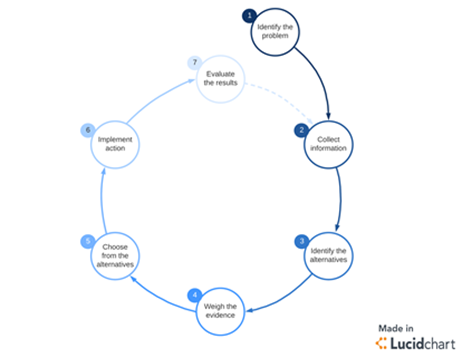 1
Identify the
problem
7
Evaluate
the results
2
Collect
information
6
Implement
action
3
Identify the
alternatives
5
Choose
from the
alternatives
4
Weigh the
evidence
Made in
Lucidchart